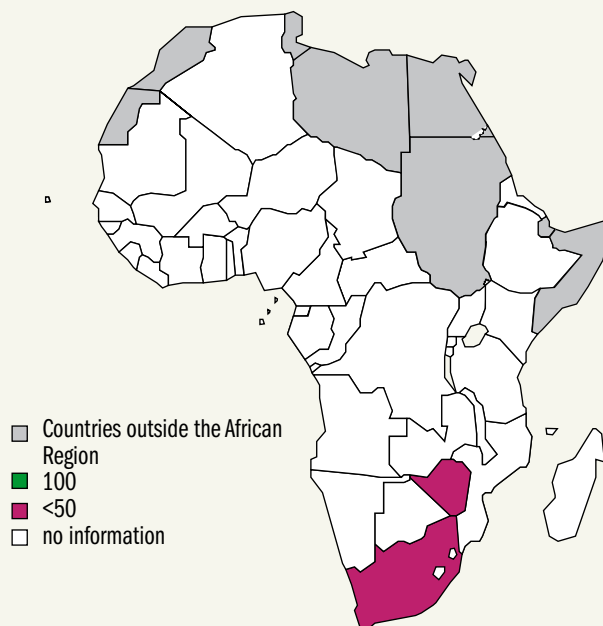 Countries outside the African
Region
100
<50
no information